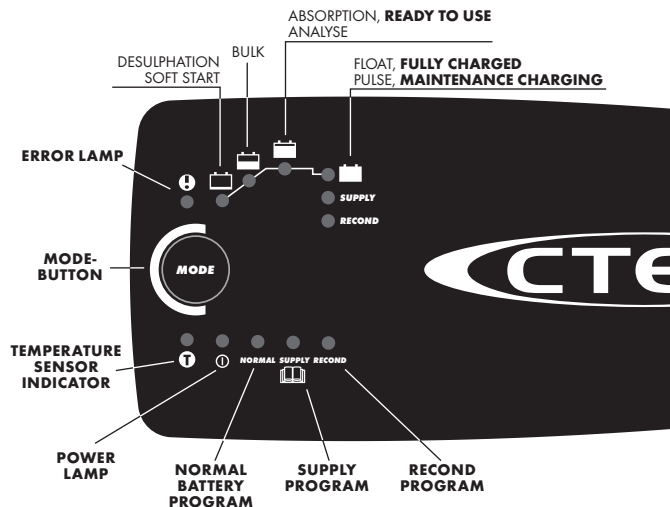 ABSORPTION, READY TO USE
ANALYSE
BULK
DESULPHATION
SOFT START
FLOAT, FULLY CHARGED
PULSE, MAINTENANCE CHARGING
ERROR LAMP
SUPPLY
RECOND
MODE-
BUTTON
MODE
CTE
TEMPERATURE
SENSOR
INDICATOR
T
NORMAL SUPPLY RECOND
POWER
LAMP
NORMAL
BATTERY
PROGRAM
SUPPLY
PROGRAM
RECOND
PROGRAM